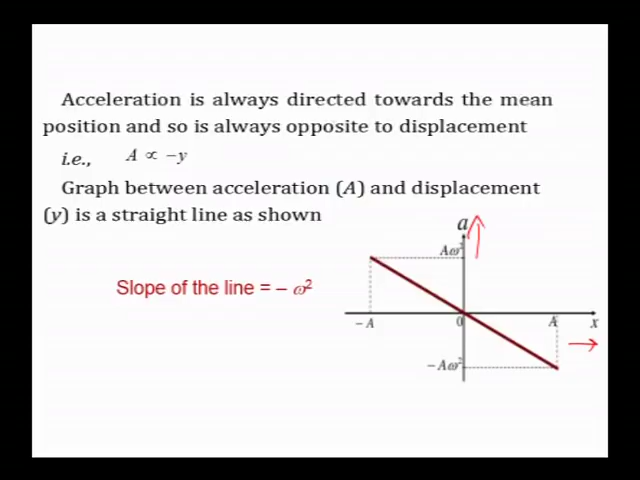 Acceleration is always directed towards the mean
position and so is always opposite to displacement
i.e., A ∝ −y
Graph between acceleration (A) and displacement
(y) is a straight line as shown
Slope of the line = − ω²
a
Aω²
− A
0
A
x
− Aω²